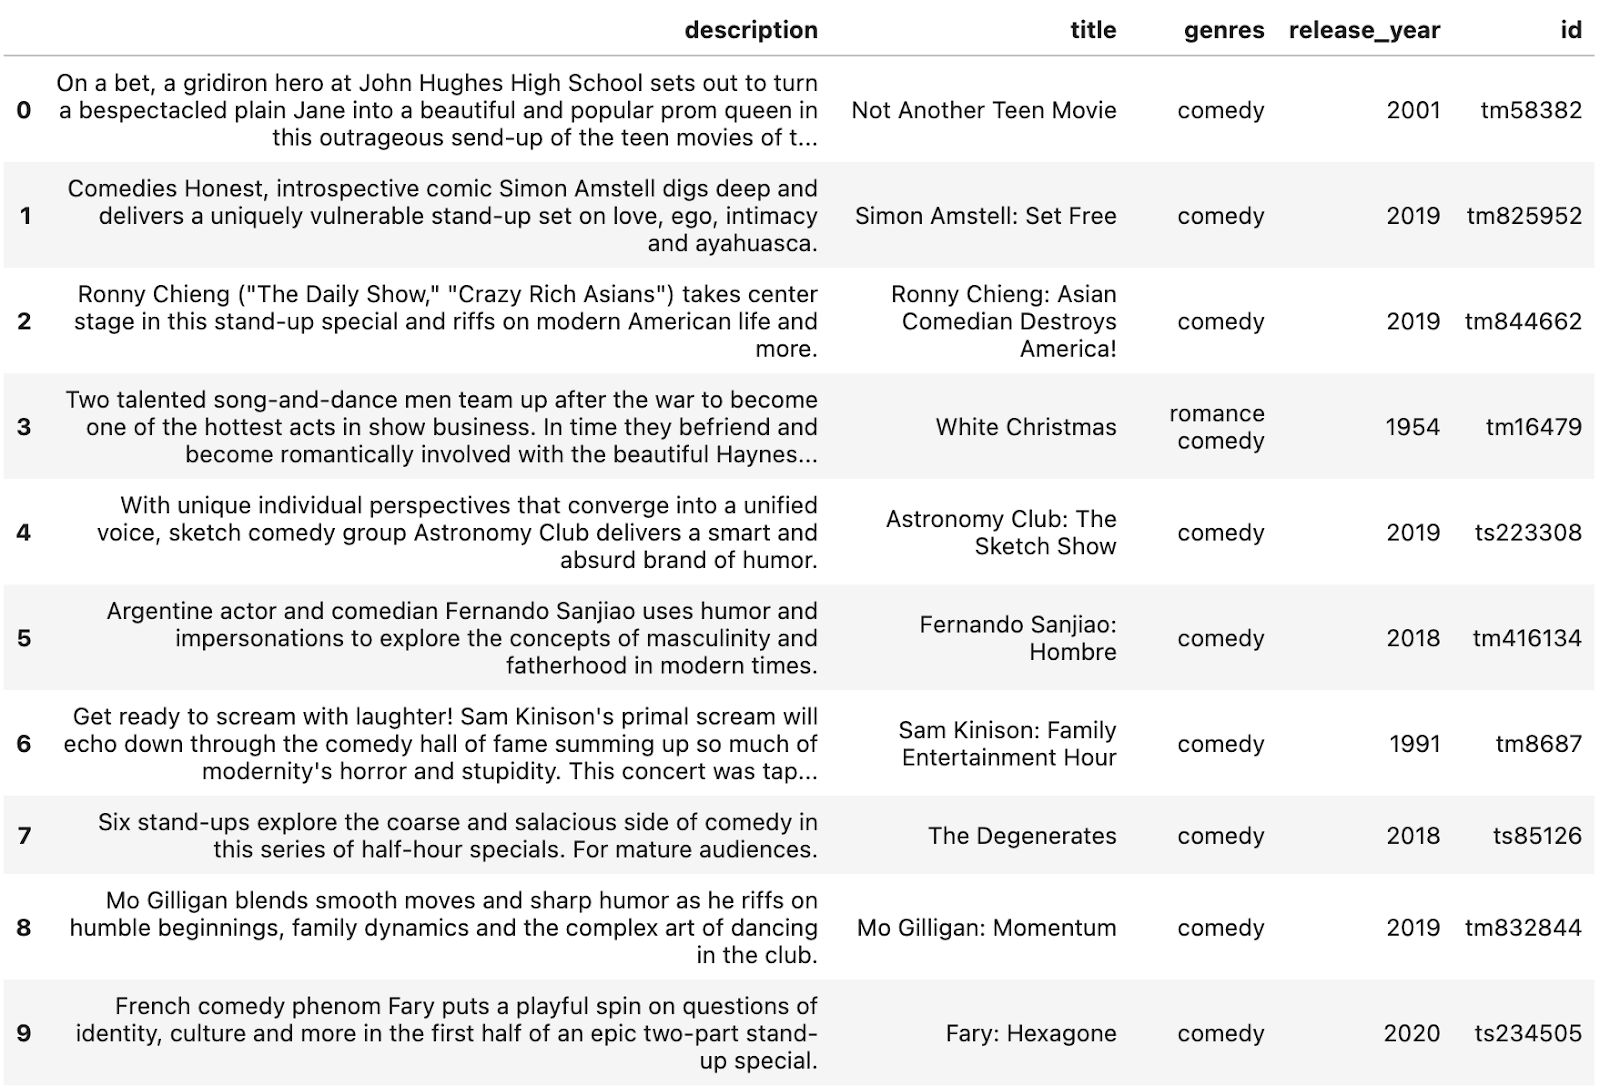 description title genres release_year id
On a bet, a gridiron hero at John Hughes High School sets out to turn
0 a bespectacled plain Jane into a beautiful and popular prom queen in Not Another Teen Movie comedy 2001 tm58382
this outrageous send-up of the teen movies of t...
Comedies Honest, introspective comic Simon Amstell digs deep and
1 delivers a uniquely vulnerable stand-up set on love, ego, intimacy Simon Amstell: Set Free comedy 2019 tm825952
and ayahuasca.
Ronny Chieng ("The Daily Show," "Crazy Rich Asians") takes center Ronny Chieng: Asian
2 stage in this stand-up special and riffs on modern American life and Comedian Destroys comedy 2019 tm844662
more. America!
Two talented song-and-dance men team up after the war to become romance
3 one of the hottest acts in show business. In time they befriend and White Christmas comedy 1954 tm16479
become romantically involved with the beautiful Haynes...
With unique individual perspectives that converge into a unified Astronomy Club: The
4 voice, sketch comedy group Astronomy Club delivers a smart and Sketch Show comedy 2019 ts223308
absurd brand of humor.
Argentine actor and comedian Fernando Sanjiao uses humor and Fernando Sanjiao:
5 impersonations to explore the concepts of masculinity and Hombre comedy 2018 tm416134
fatherhood in modern times.
Get ready to scream with laughter! Sam Kinison's primal scream will Sam Kinison: Family
6 echo down through the comedy hall of fame summing up so much of Entertainment Hour comedy 1991 tm8687
modernity's horror and stupidity. This concert was tap...
Six stand-ups explore the coarse and salacious side of comedy in
7 this series of half-hour specials. For mature audiences. The Degenerates comedy 2018 ts85126
Mo Gilligan blends smooth moves and sharp humor as he riffs on
8 humble beginnings, family dynamics and the complex art of dancing Mo Gilligan: Momentum comedy 2019 tm832844
in the club.
French comedy phenom Fary puts a playful spin on questions of
9 identity, culture and more in the first half of an epic two-part stand- Fary: Hexagone comedy 2020 ts234505
up special.